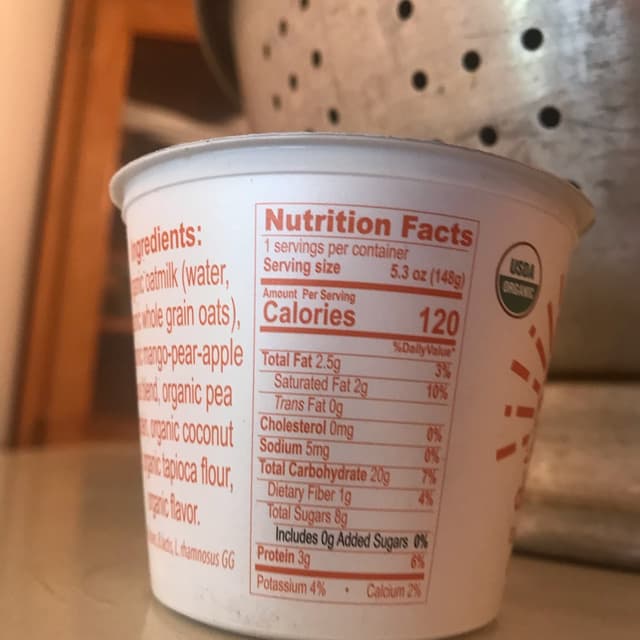 ngredients:
oatmilk (water,
whole grain oats),
mango-pear-apple
blend, organic pea
organic coconut
tapioca flour,
organic flavor.
L. rhamnosus GG
Nutrition Facts
1 servings per container
Serving size 5.3 oz (148g)
Amount Per Serving
Calories 120
%Daily Value*
Total Fat 2.5g 3%
Saturated Fat 2g 10%
Trans Fat 0g
Cholesterol 0mg 0%
Sodium 5mg 0%
Total Carbohydrate 20g 7%
Dietary Fiber 1g 4%
Total Sugars 8g
Includes 0g Added Sugars 0%
Protein 3g 6%
Potassium 4% • Calcium 2%
USDA
ORGANIC